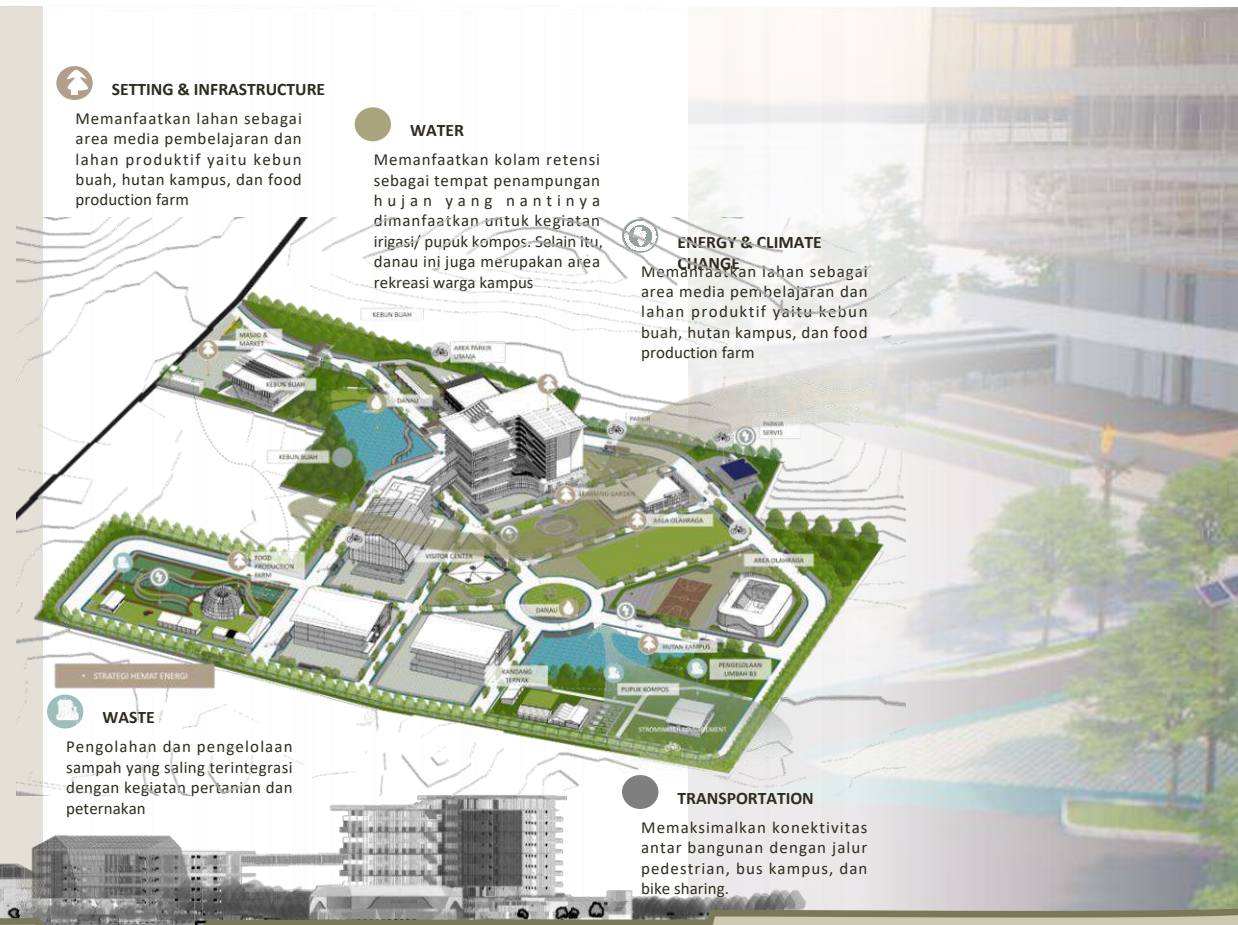 SETTING & INFRASTRUCTURE
Memanfaatkan lahan sebagai
area media pembelajaran dan
lahan produktif yaitu kebun
buah, hutan kampus, dan food
production farm
WATER
Memanfaatkan kolam retensi
sebagai tempat penampungan
hujan yang nantinya
dimanfaatkan untuk kegiatan
irigasi/ pupuk kompos. Selain itu,
danau ini juga merupakan area
rekreasi warga kampus
ENERGY & CLIMATE
CHANGE
Memanfaatkan lahan sebagai
area media pembelajaran dan
lahan produktif yaitu kebun
buah, hutan kampus, dan food
production farm
KEBUN BUAH
MASJID &
MARKET
AREA PARKIR
UTAMA
KEBUN BUAH
DANAU
PARKIR
PARKIR
SERVIS
KEBUN BUAH
LEARNING GARDEN
AREA OLAHRAGA
VISITOR CENTER
AREA OLAHRAGA
FOOD
PRODUCTION
FARM
DANAU
HUTAN KAMPUS
PENGELOLAAN
LIMBAH B3
KANDANG
TERNAK
PUPUK KOMPOS
• STRATEGI HEMAT ENERGI
WASTE
Pengolahan dan pengelolaan
sampah yang saling terintegrasi
dengan kegiatan pertanian dan
peternakan
TRANSPORTATION
Memaksimalkan konektivitas
antar bangunan dengan jalur
pedestrian, bus kampus, dan
bike sharing.